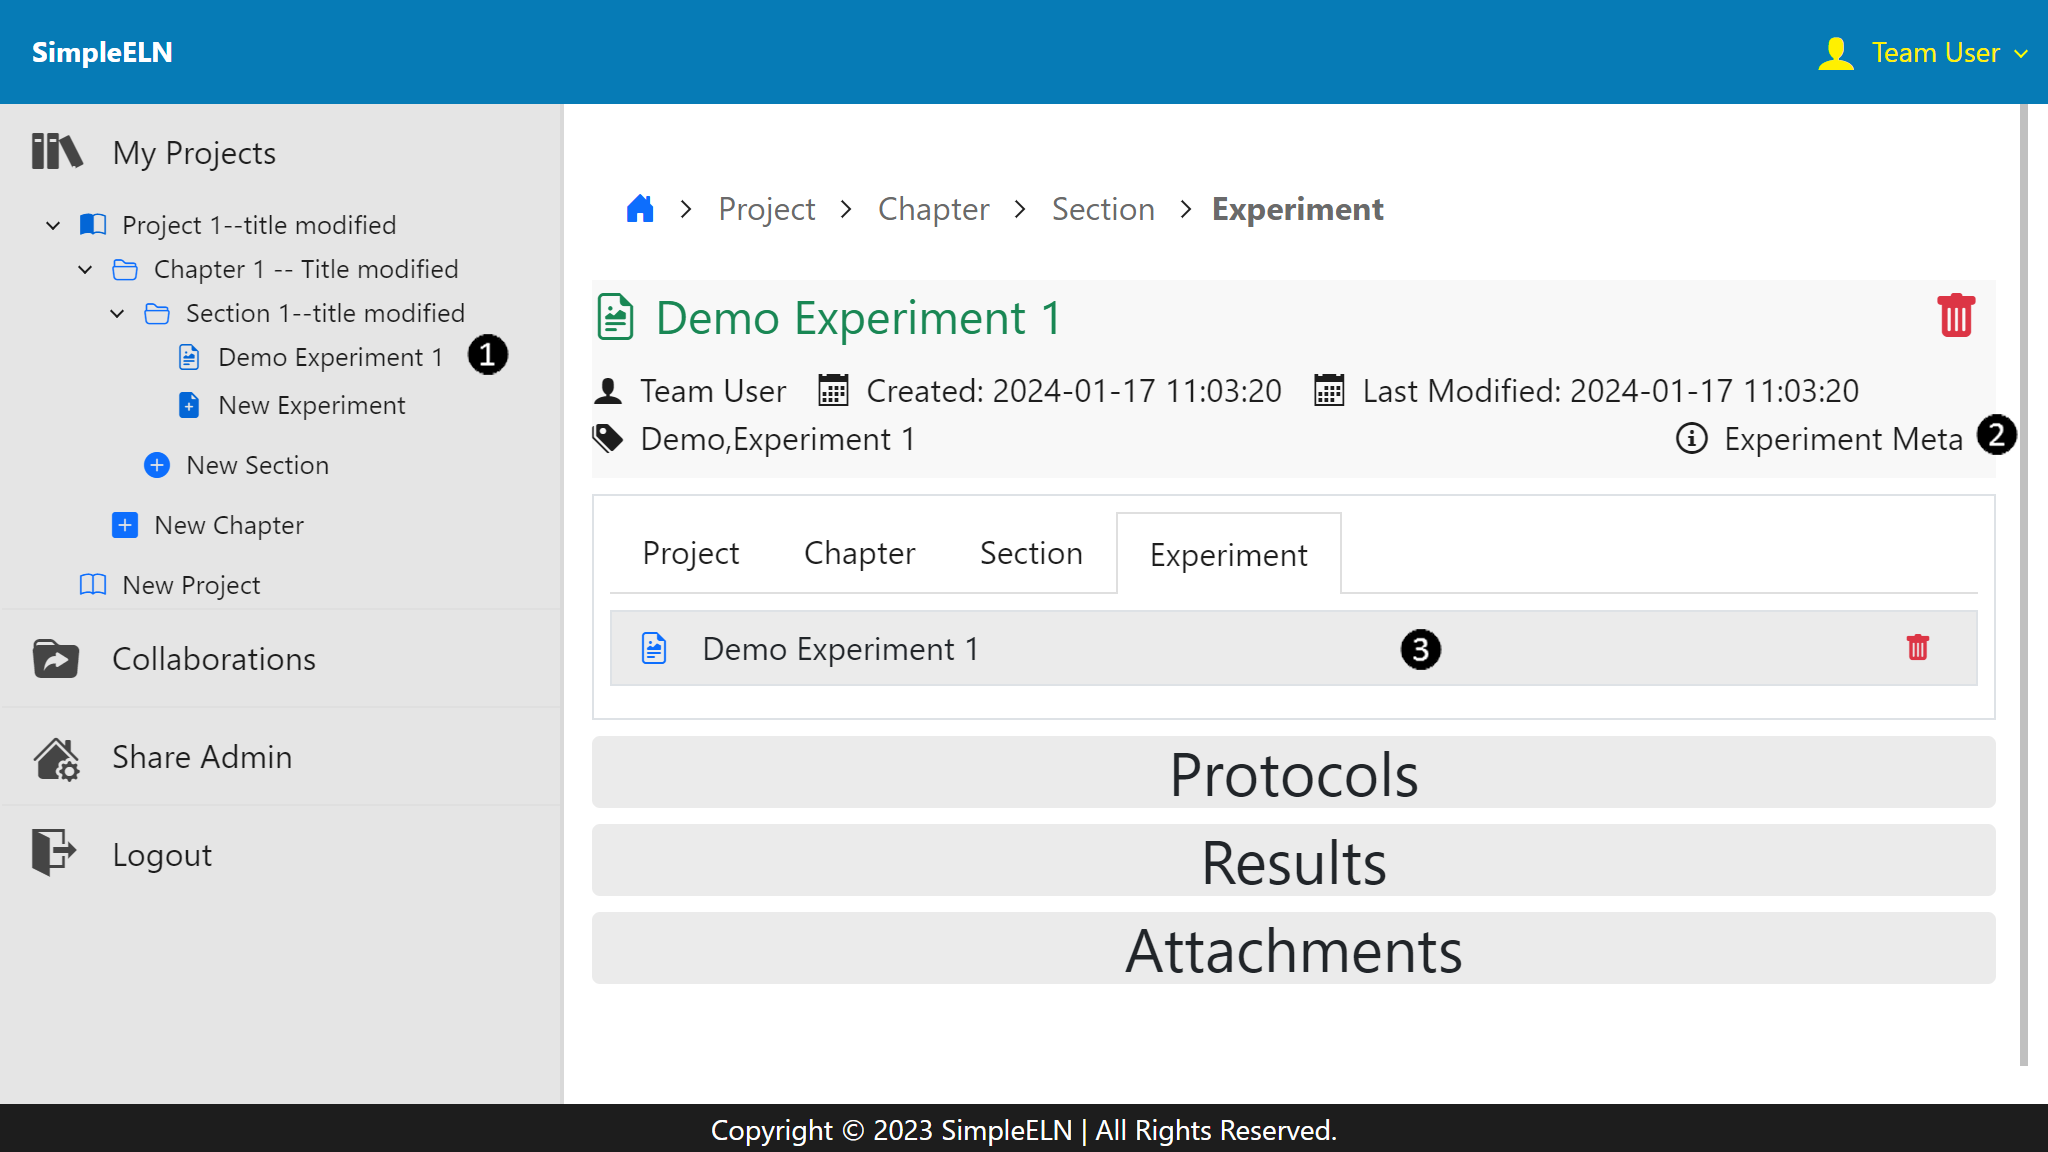 SimpleELN
Team User
My Projects
Project 1--title modified
Chapter 1 -- Title modified
Section 1--title modified
Demo Experiment 1 1
New Experiment
New Section
New Chapter
New Project
Collaborations
Share Admin
Logout
Project Chapter Section Experiment
Demo Experiment 1
Team User Created: 2024-01-17 11:03:20 Last Modified: 2024-01-17 11:03:20
Demo,Experiment 1 Experiment Meta 2
Project Chapter Section Experiment
Demo Experiment 1 3
Protocols
Results
Attachments
Copyright © 2023 SimpleELN | All Rights Reserved.